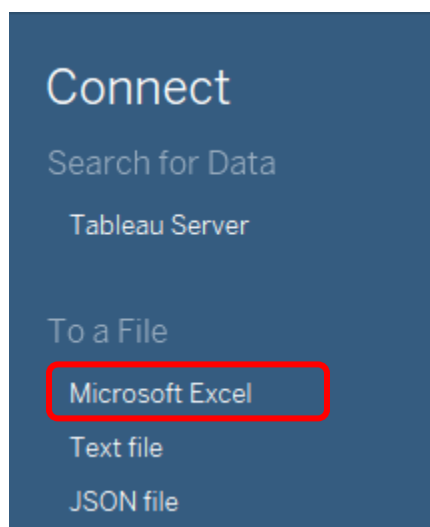 Connect
Search for Data
Tableau Server
To a File
Microsoft Excel
Text file
JSON file